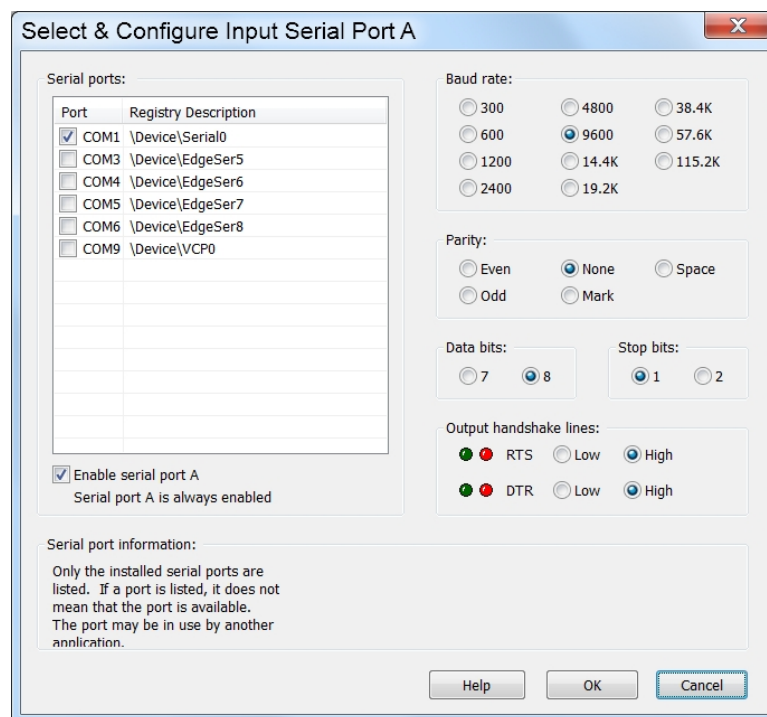 Select & Configure Input Serial Port A
X
Serial ports:
Port Registry Description
COM1 \Device\Serial0
COM3 \Device\EdgeSer5
COM4 \Device\EdgeSer6
COM5 \Device\EdgeSer7
COM6 \Device\EdgeSer8
COM9 \Device\VCP0
Enable serial port A
Serial port A is always enabled
Baud rate:
300 4800 38.4K
600 9600 57.6K
1200 14.4K 115.2K
2400 19.2K
Parity:
Even None Space
Odd Mark
Data bits:
7 8
Stop bits:
1 2
Output handshake lines:
RTS Low High
DTR Low High
Serial port information:
Only the installed serial ports are
listed. If a port is listed, it does not
mean that the port is available.
The port may be in use by another
application.
Help OK Cancel